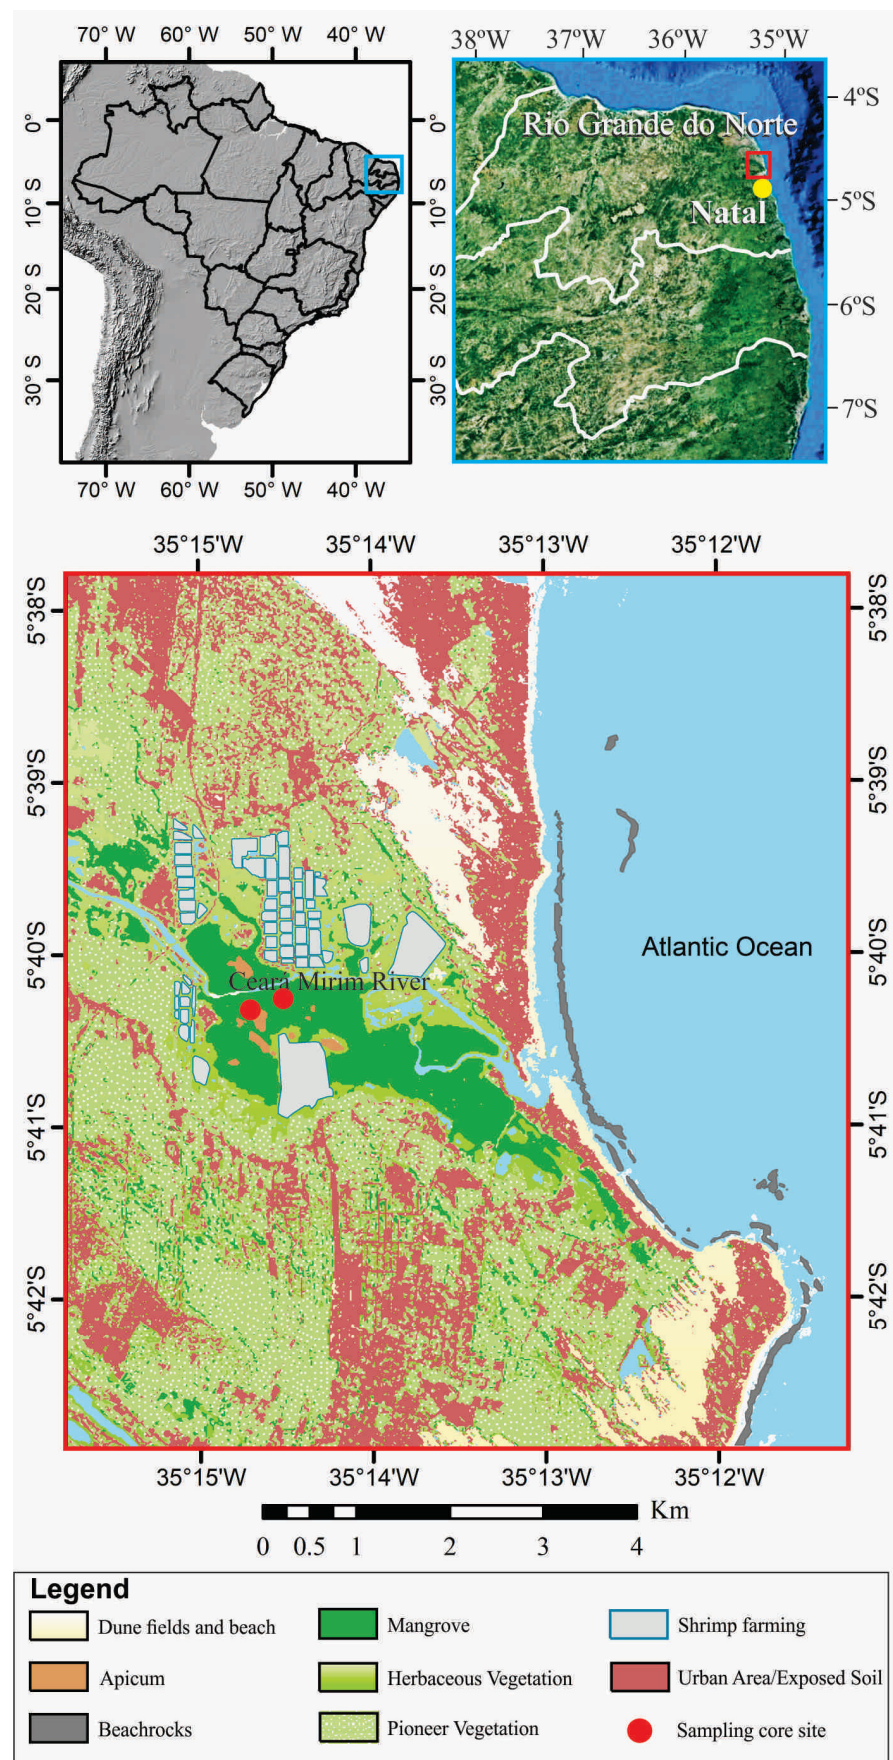 70° W 60° W 50° W 40° W
0°
10° S
20° S
30° S
0°
10° S
20° S
30° S
70° W 60° W 50° W 40° W
38ºW 37ºW 36ºW 35ºW
4ºS
5ºS
6ºS
7ºS
Rio Grande do Norte
Natal
35°15'W 35°14'W 35°13'W 35°12'W
5°38'S
5°39'S
5°40'S
5°41'S
5°42'S
5°38'S
5°39'S
5°40'S
5°41'S
5°42'S
Atlantic Ocean
Ceará Mirim River
35°15'W 35°14'W 35°13'W 35°12'W
Km
0 0.5 1 2 3 4
Legend
Dune fields and beach
Mangrove
Shrimp farming
Apicum
Herbaceous Vegetation
Urban Area/Exposed Soil
Beachrocks
Pioneer Vegetation
Sampling core site